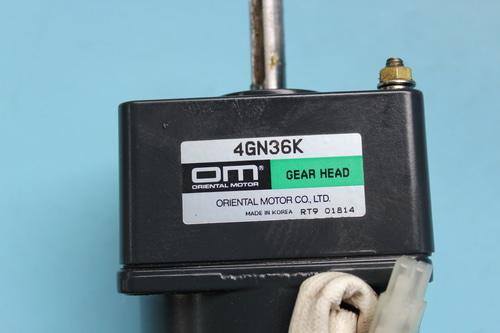 4GN36K
OM®
ORIENTAL MOTOR
GEAR HEAD
ORIENTAL MOTOR CO., LTD.
MADE IN KOREA RT9 01814